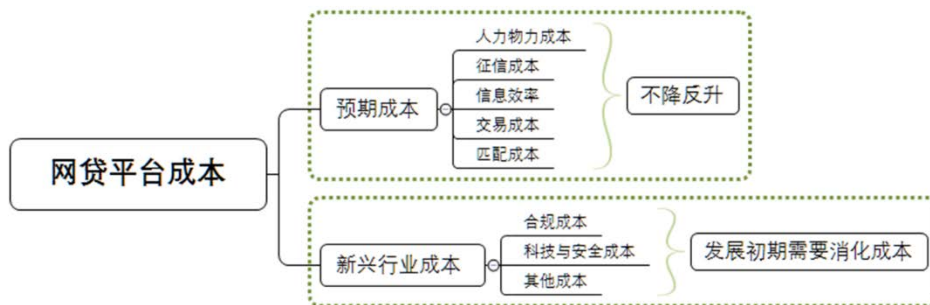 网贷平台成本
预期成本
人力物力成本
征信成本
信息效率
交易成本
匹配成本
不降反升
新兴行业成本
合规成本
科技与安全成本
其他成本
发展初期需要消化成本